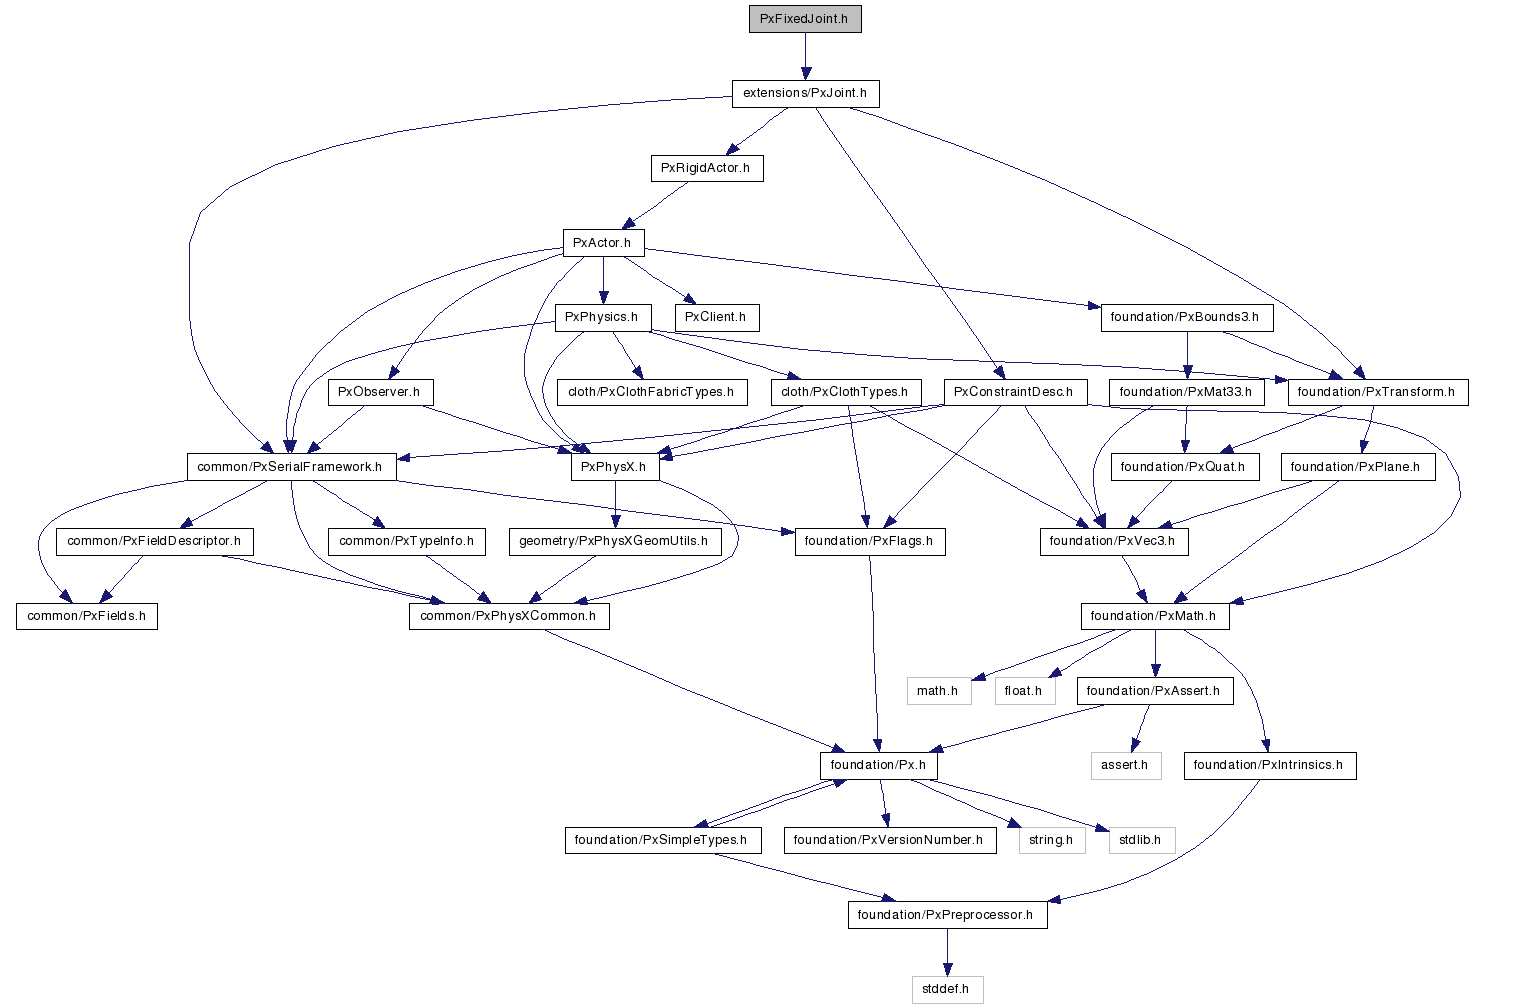 PxFixedJoint.h
extensions/PxJoint.h
PxRigidActor.h
PxActor.h
PxPhysics.h
PxClient.h
foundation/PxBounds3.h
PxObserver.h
cloth/PxClothFabricTypes.h
cloth/PxClothTypes.h
PxConstraintDesc.h
foundation/PxMat33.h
foundation/PxTransform.h
common/PxSerialFramework.h
PxPhysX.h
foundation/PxQuat.h
foundation/PxPlane.h
common/PxFieldDescriptor.h
common/PxTypeInfo.h
geometry/PxPhysXGeomUtils.h
foundation/PxFlags.h
foundation/PxVec3.h
common/PxFields.h
common/PxPhysXCommon.h
foundation/PxMath.h
math.h
float.h
foundation/PxAssert.h
foundation/Px.h
assert.h
foundation/PxIntrinsics.h
foundation/PxSimpleTypes.h
foundation/PxVersionNumber.h
string.h
stdlib.h
foundation/PxPreprocessor.h
stddef.h